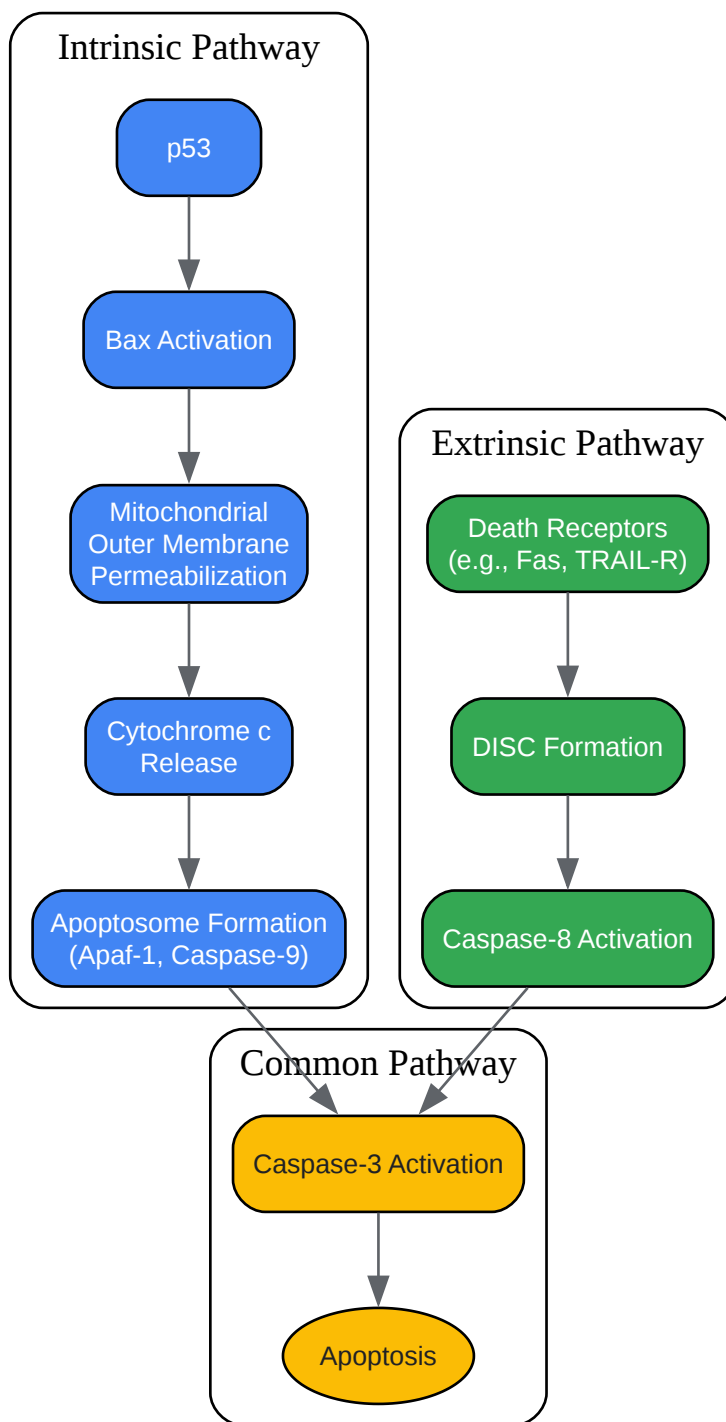 Intrinsic Pathway
p53
Bax Activation
Mitochondrial
Outer Membrane
Permeabilization
Cytochrome c
Release
Apoptosome Formation
(Apaf-1, Caspase-9)
Extrinsic Pathway
Death Receptors
(e.g., Fas, TRAIL-R)
DISC Formation
Caspase-8 Activation
Common Pathway
Caspase-3 Activation
Apoptosis